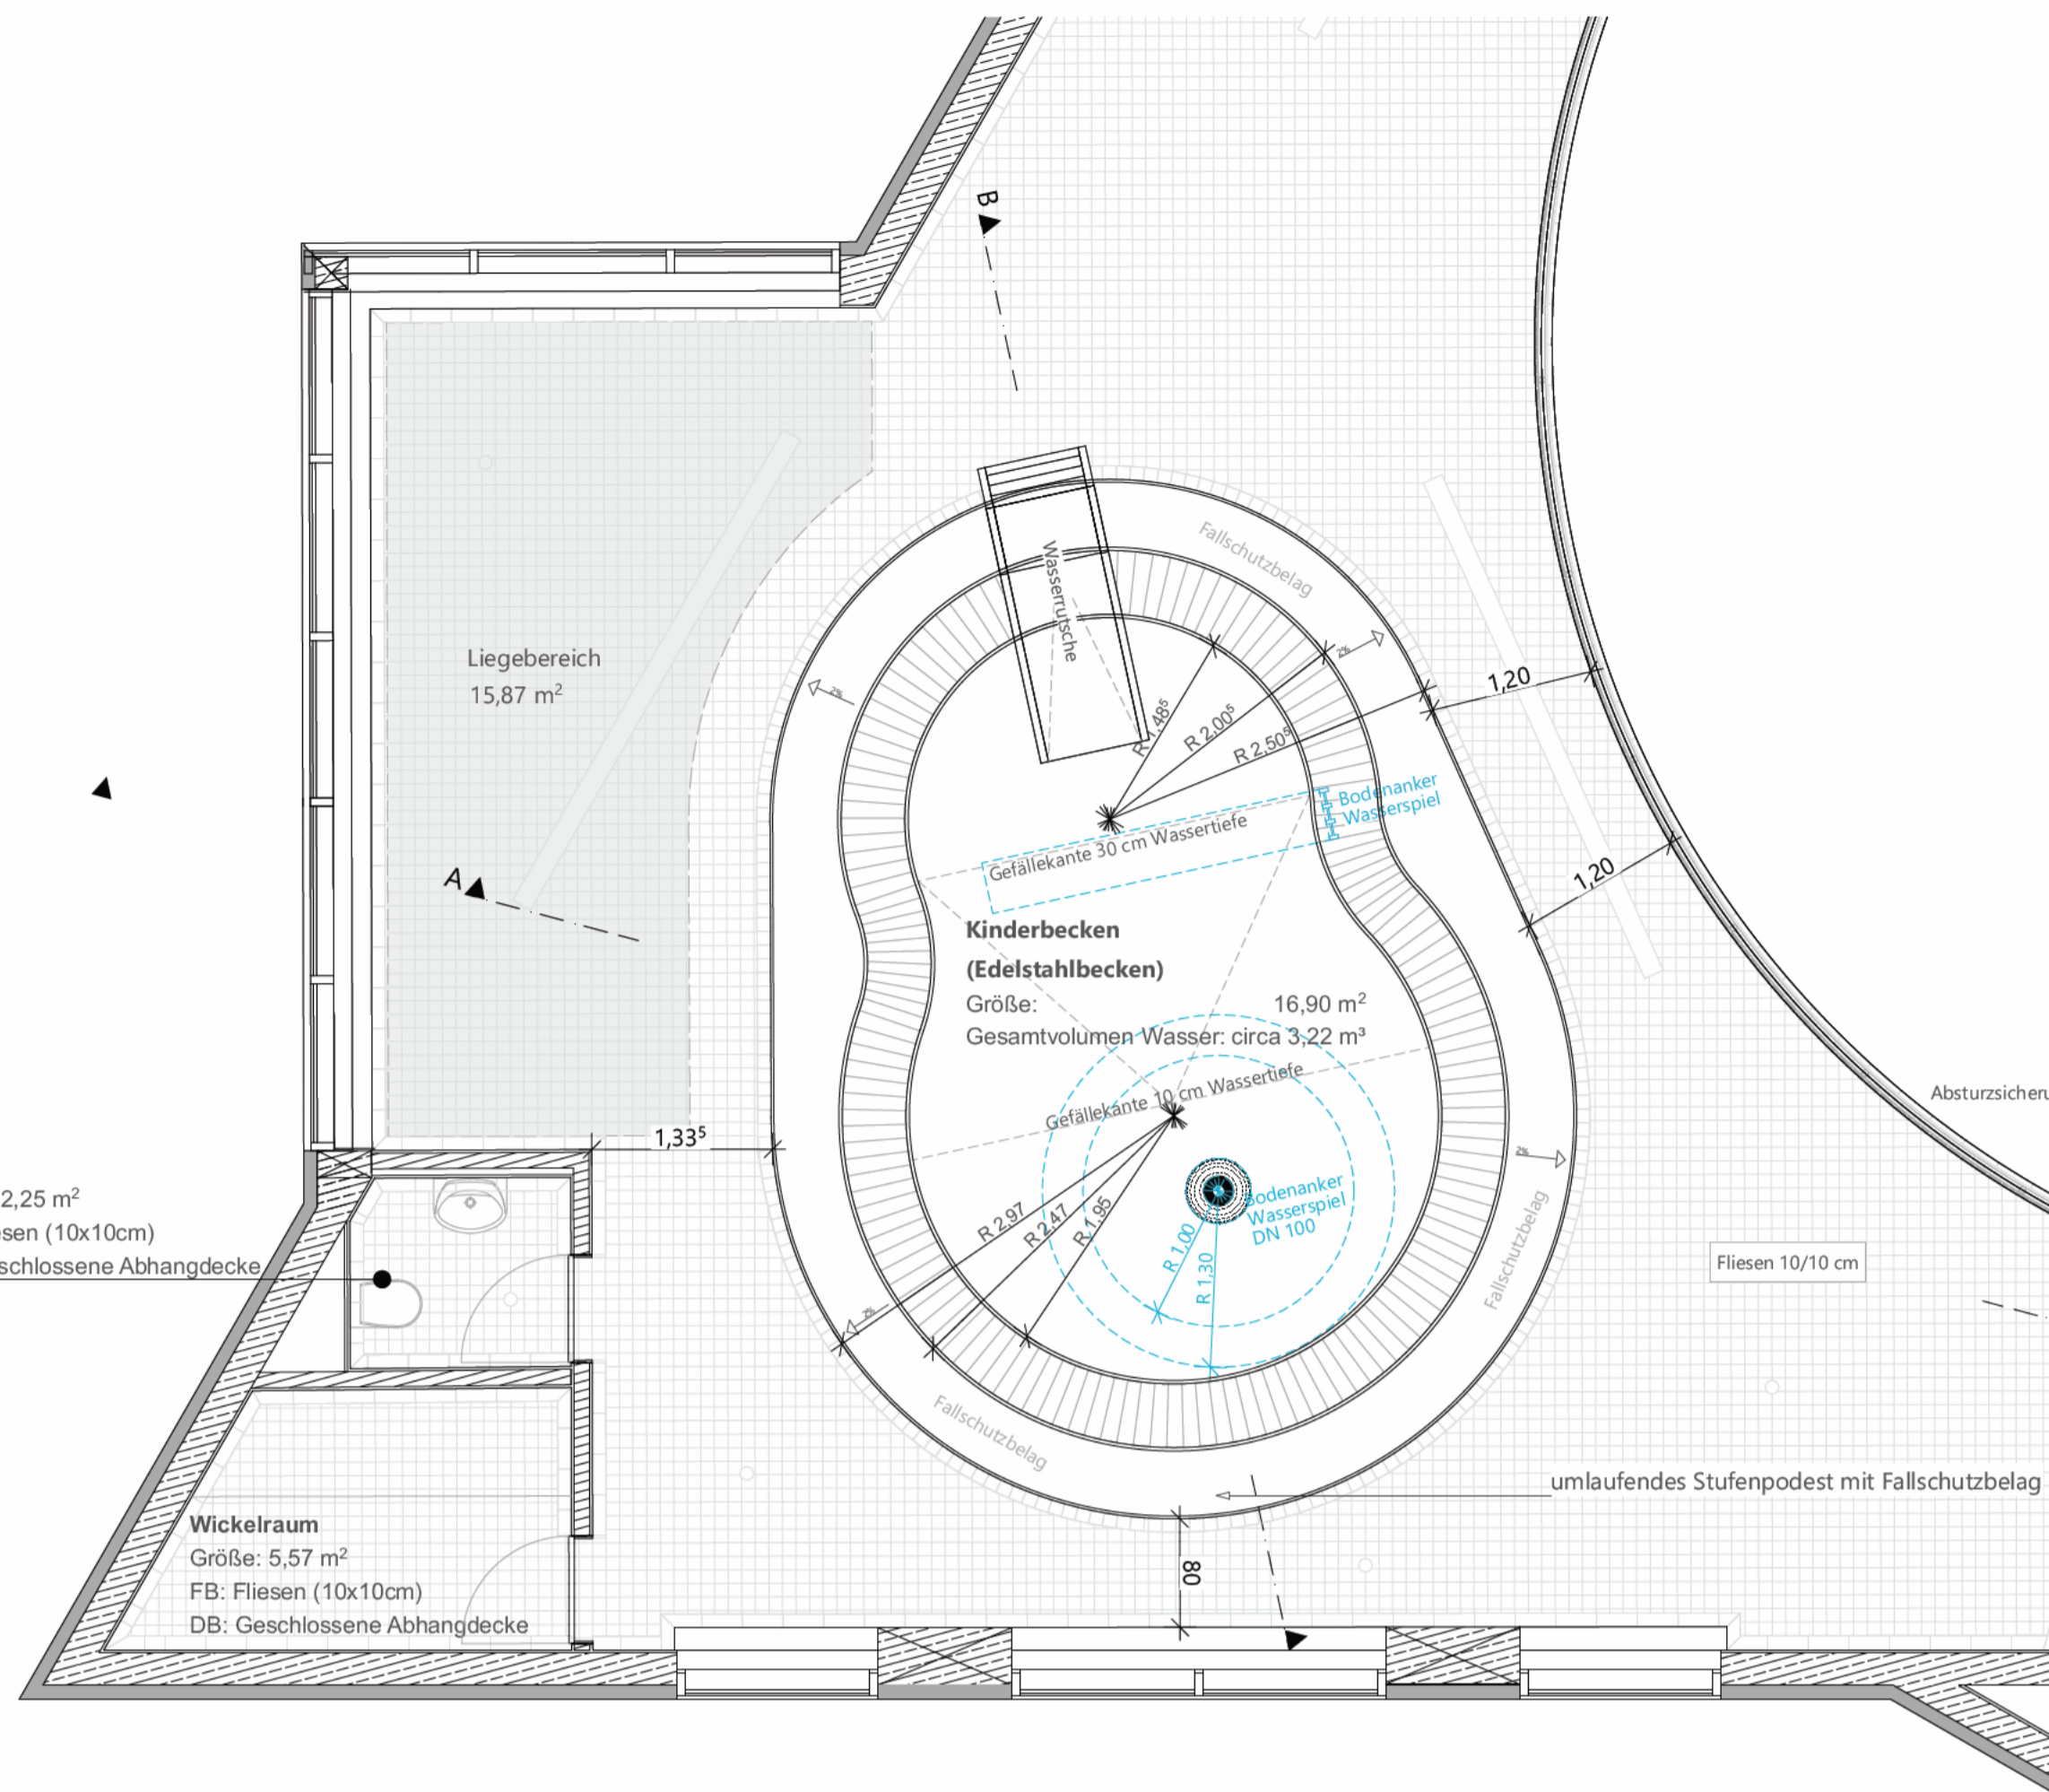 B
Fallschutzbelag
Wasserrutsche
2%
2%
1,20
Liegebereich
15,87 m²
R 1,48⁵
R 2,00⁵
R 2,50⁵
Bodenanker
Wasserspiel
Gefällekante 30 cm Wassertiefe
1,20
A
Kinderbecken
(Edelstahlbecken)
Größe: 16,90 m²
Gesamtvolumen Wasser: circa 3,22 m³
Gefällekante 10 cm Wassertiefe
Absturzsicheru
1,33⁵
2%
2,25 m²
esen (10x10cm)
schlossene Abhangdecke
R 2,97
R 2,47
R 1,95
Bodenanker
Wasserspiel
DN 100
R 1,00
R 1,30
Fallschutzbelag
Fliesen 10/10 cm
2%
Fallschutzbelag
umlaufendes Stufenpodest mit Fallschutzbelag
Wickelraum
Größe: 5,57 m²
FB: Fliesen (10x10cm)
DB: Geschlossene Abhangdecke
80